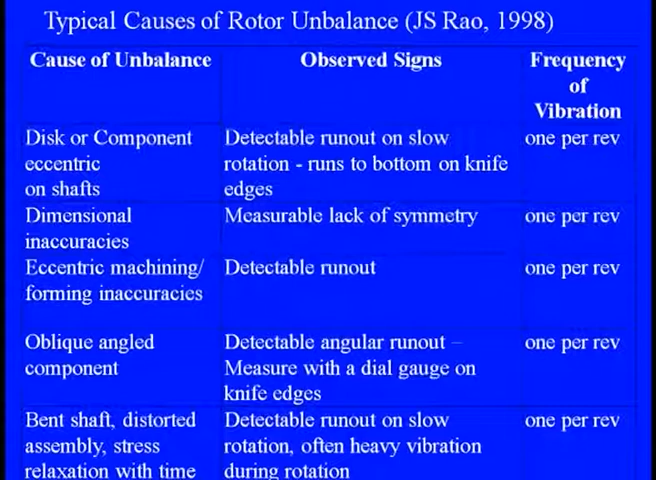 Typical Causes of Rotor Unbalance (JS Rao, 1998)
Cause of Unbalance Observed Signs Frequency
of
Vibration
Disk or Component Detectable runout on slow one per rev
eccentric rotation - runs to bottom on knife
on shafts edges
Dimensional Measurable lack of symmetry one per rev
inaccuracies
Eccentric machining/ Detectable runout one per rev
forming inaccuracies
Oblique angled Detectable angular runout – one per rev
component Measure with a dial gauge on
knife edges
Bent shaft, distorted Detectable runout on slow one per rev
assembly, stress rotation, often heavy vibration
relaxation with time during rotation